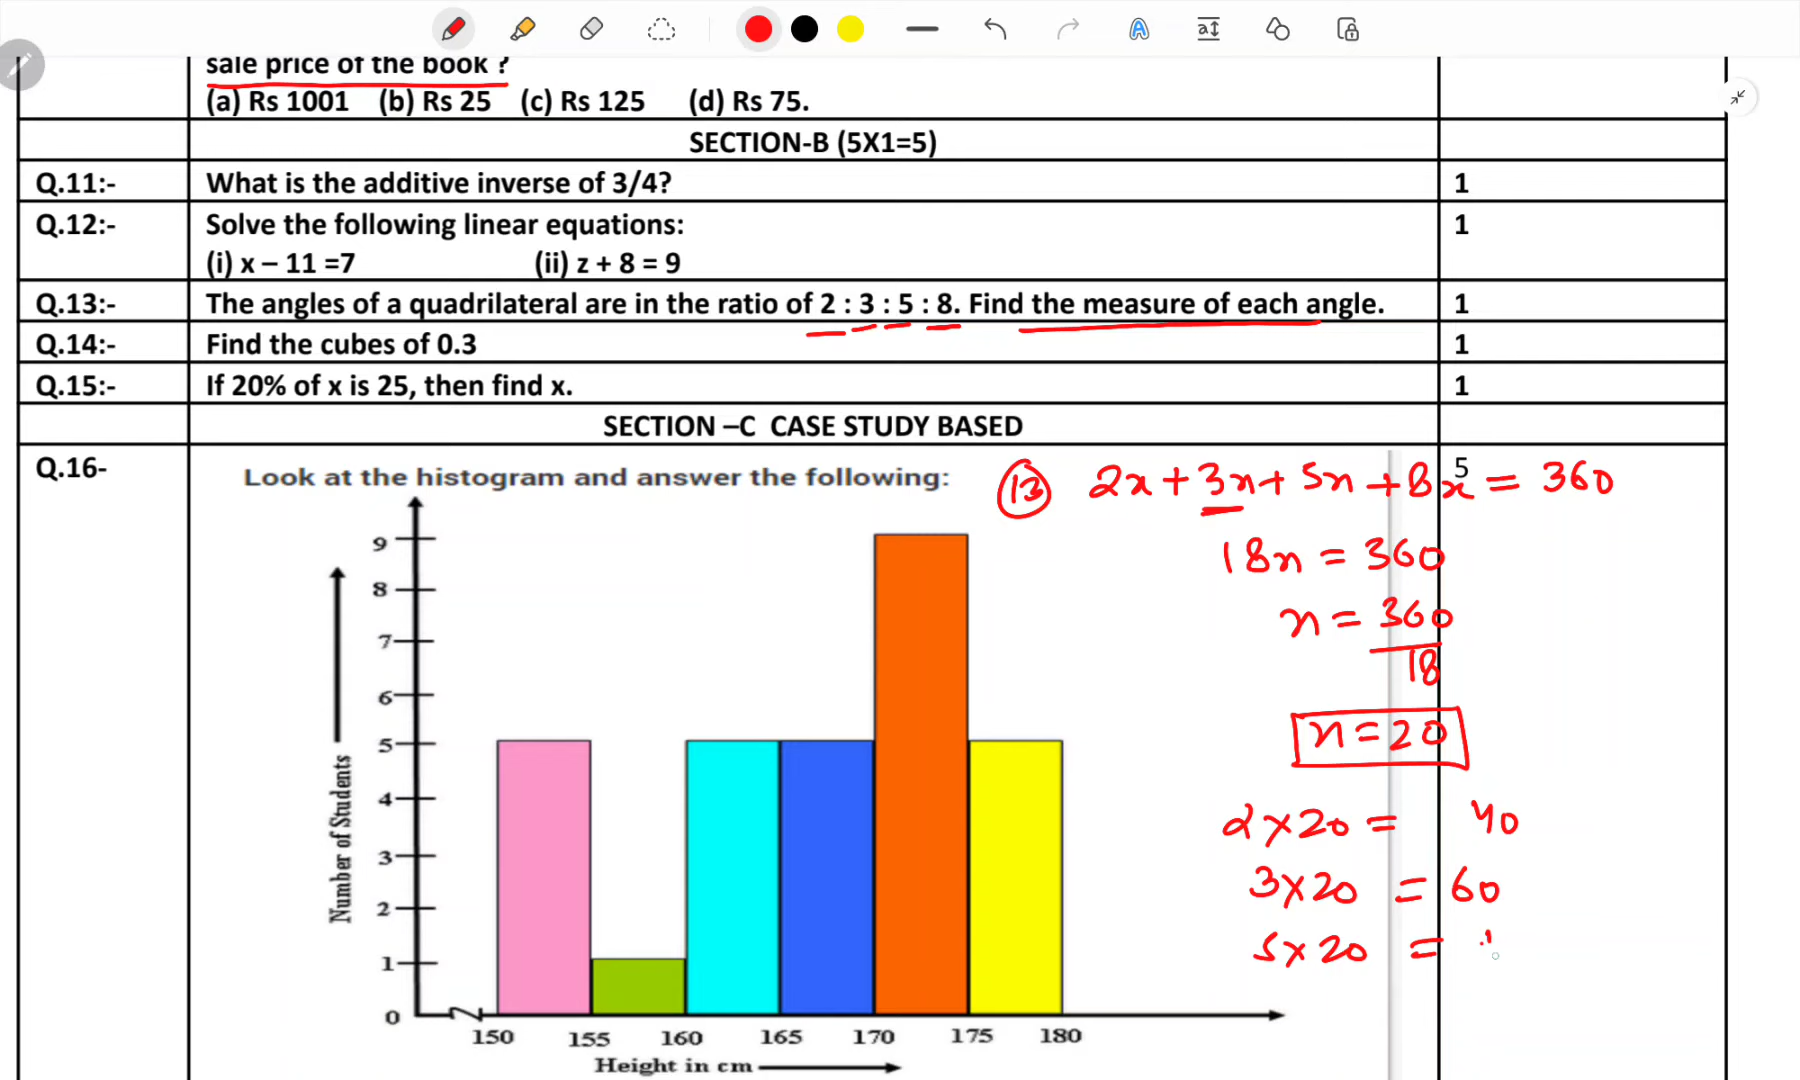 sale price of the book ?
(a) Rs 1001 (b) Rs 25 (c) Rs 125 (d) Rs 75.
SECTION-B (5X1=5)
Q.11:- What is the additive inverse of 3/4? 1
Q.12:- Solve the following linear equations: 1
(i) x – 11 =7 (ii) z + 8 = 9
Q.13:- The angles of a quadrilateral are in the ratio of 2 : 3 : 5 : 8. Find the measure of each angle. 1
Q.14:- Find the cubes of 0.3 1
Q.15:- If 20% of x is 25, then find x. 1
SECTION –C CASE STUDY BASED
Q.16- 5
Look at the histogram and answer the following:
9
8
7
6
5
4
3
2
1
0
Number of Students
150 155 160 165 170 175 180
Height in cm
13 2x + 3x + 5x + 8x = 360
18x = 360
x = 360
18
x = 20
2 × 20 = 40
3 × 20 = 60
5 × 20 =